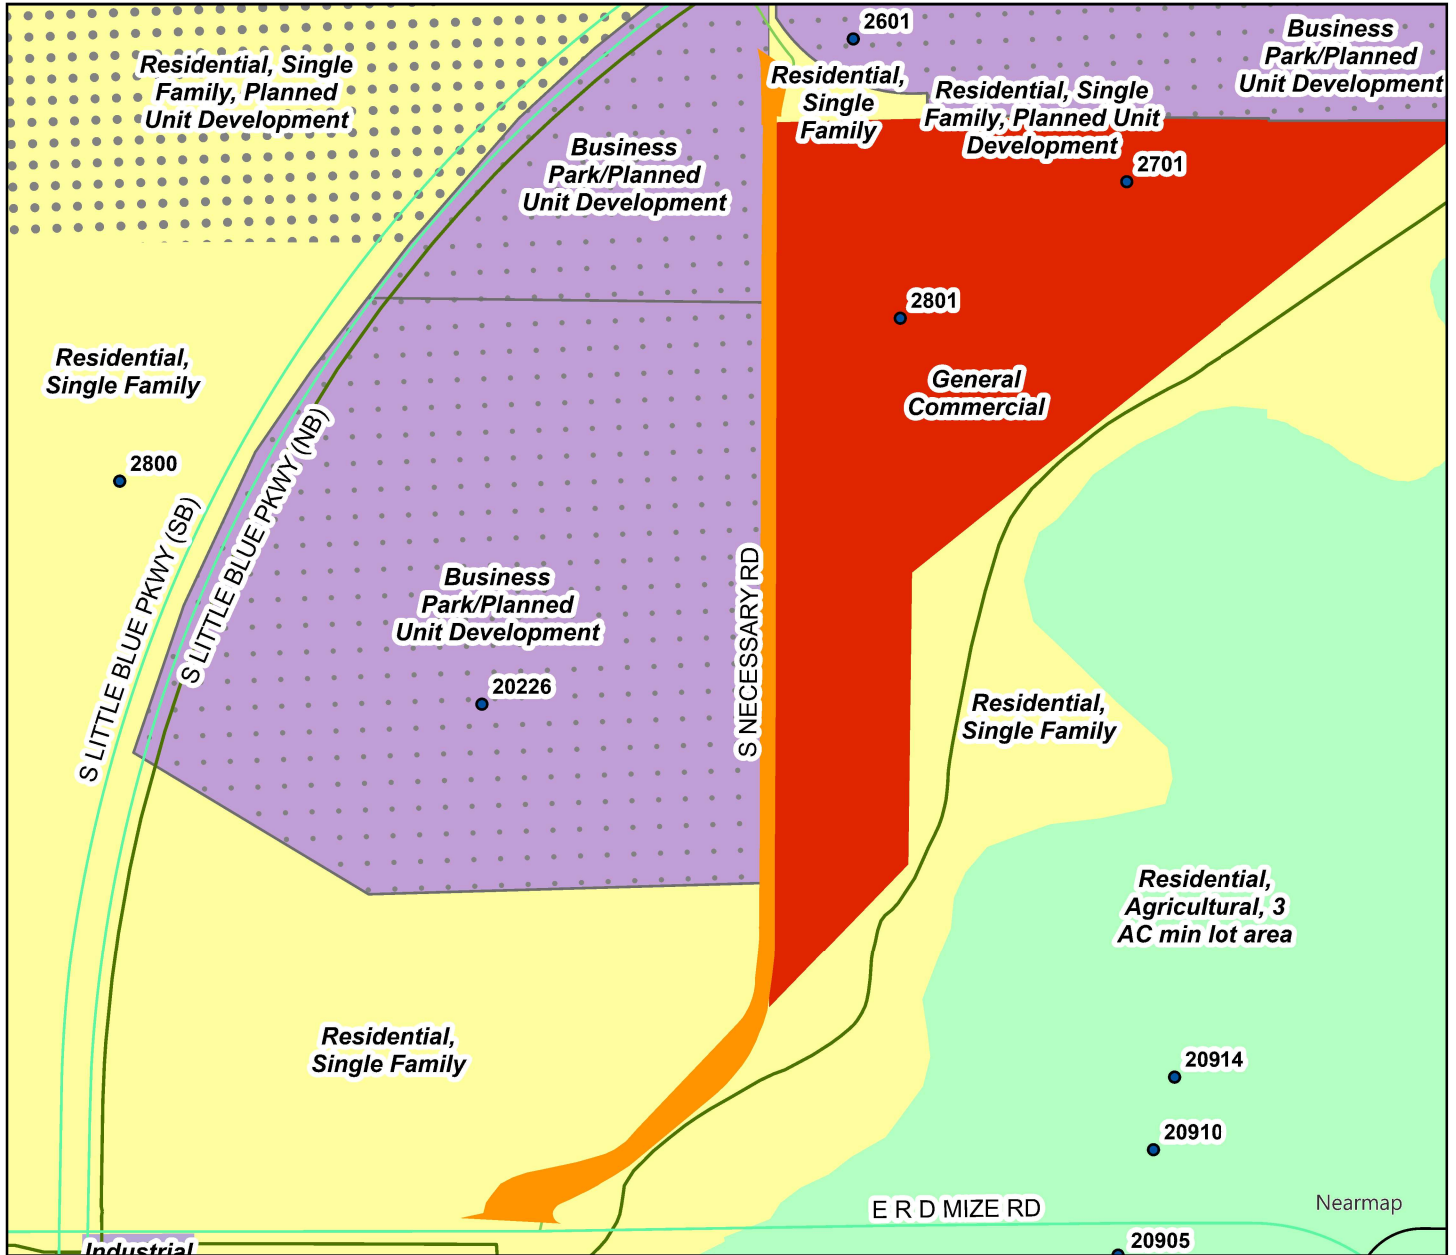 2601
Business
Park/Planned
Unit Development
Residential, Single
Family, Planned
Unit Development
Residential,
Single
Family
Residential, Single
Family, Planned Unit
Development
Business
Park/Planned
Unit Development
2701
2801
Residential,
Single Family
General
Commercial
2800
S LITTLE BLUE PKWY (SB)
S LITTLE BLUE PKWY (NB)
Business
Park/Planned
Unit Development
S NECESSARY RD
20226
Residential,
Single Family
Residential,
Agricultural, 3
AC min lot area
Residential,
Single Family
20914
20910
Nearmap
E R D MIZE RD
20905
Industrial